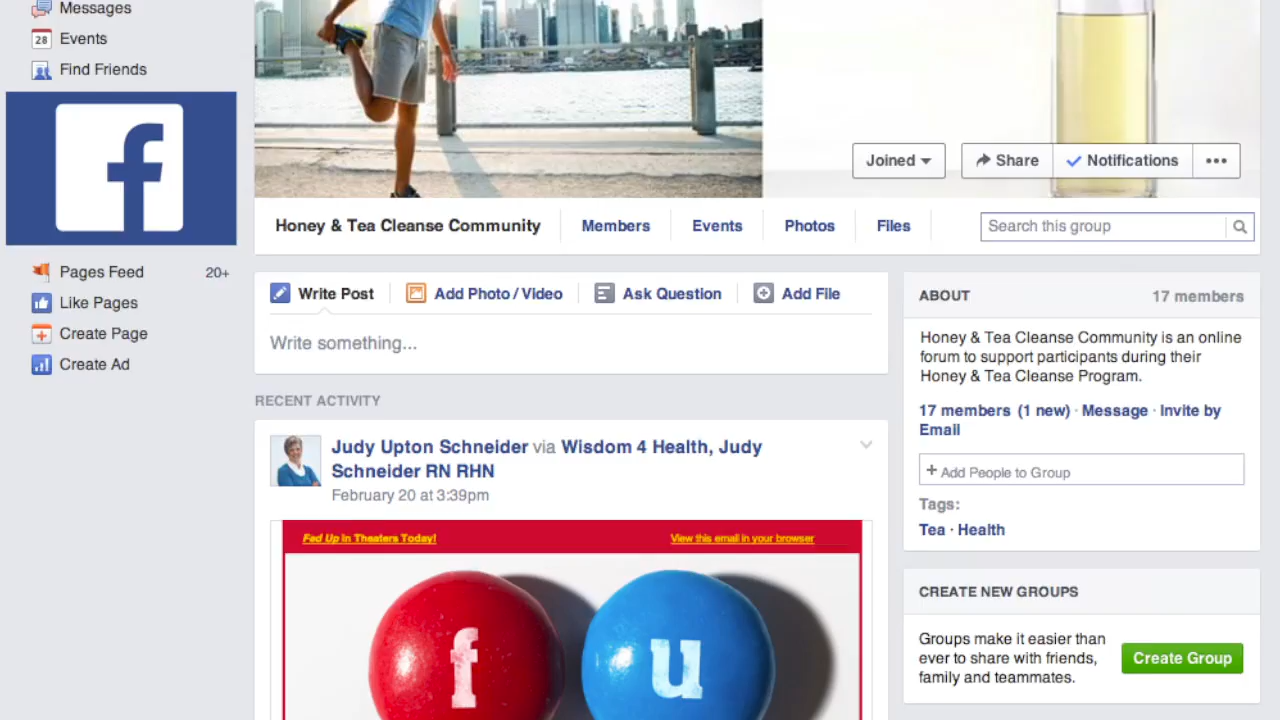 Messages
28 Events
Find Friends
f
Pages Feed 20+
Like Pages
Create Page
Create Ad
Joined Share Notifications
Honey & Tea Cleanse Community Members Events Photos Files Search this group
Write Post Add Photo / Video Ask Question Add File
Write something...
RECENT ACTIVITY
Judy Upton Schneider via Wisdom 4 Health, Judy
Schneider RN RHN
February 20 at 3:39pm
Fed Up In Theaters Today! View this email in your browser
f u
ABOUT 17 members
Honey & Tea Cleanse Community is an online
forum to support participants during their
Honey & Tea Cleanse Program.
17 members (1 new) · Message · Invite by
Email
+ Add People to Group
Tags:
Tea · Health
CREATE NEW GROUPS
Groups make it easier than
ever to share with friends,
family and teammates.
Create Group